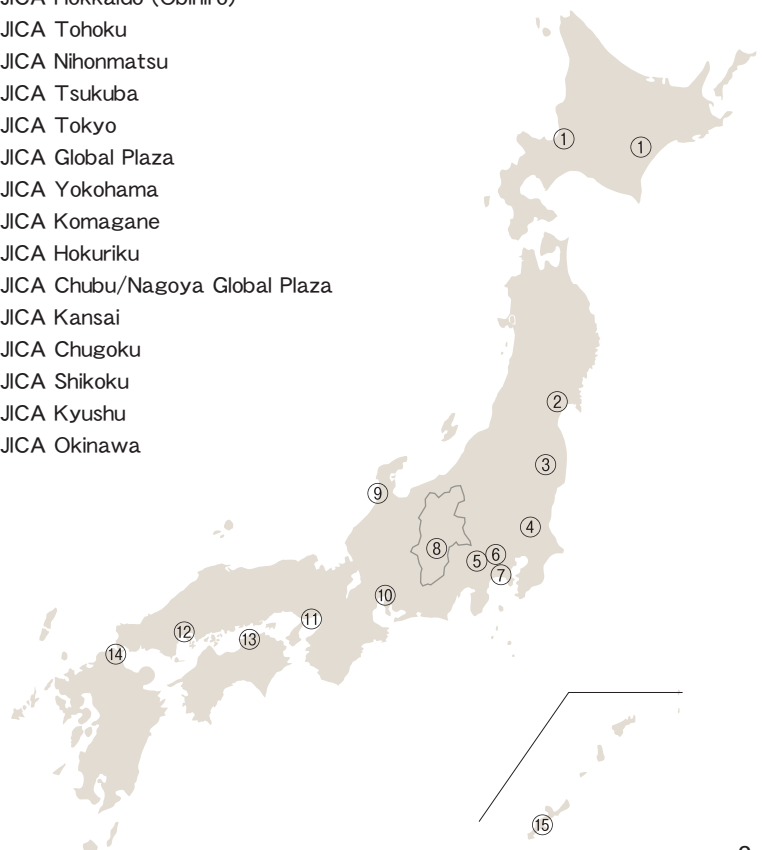 JICA Hokkaido (Obihiro)
JICA Tohoku
JICA Nihonmatsu
JICA Tsukuba
JICA Tokyo
JICA Global Plaza
JICA Yokohama
JICA Komagane
JICA Hokuriku
JICA Chubu/Nagoya Global Plaza
JICA Kansai
JICA Chugoku
JICA Shikoku
JICA Kyushu
JICA Okinawa
①
①
②
③
⑨
④
⑧
⑥
⑤
⑦
⑩
⑪
⑫
⑬
⑭
⑮